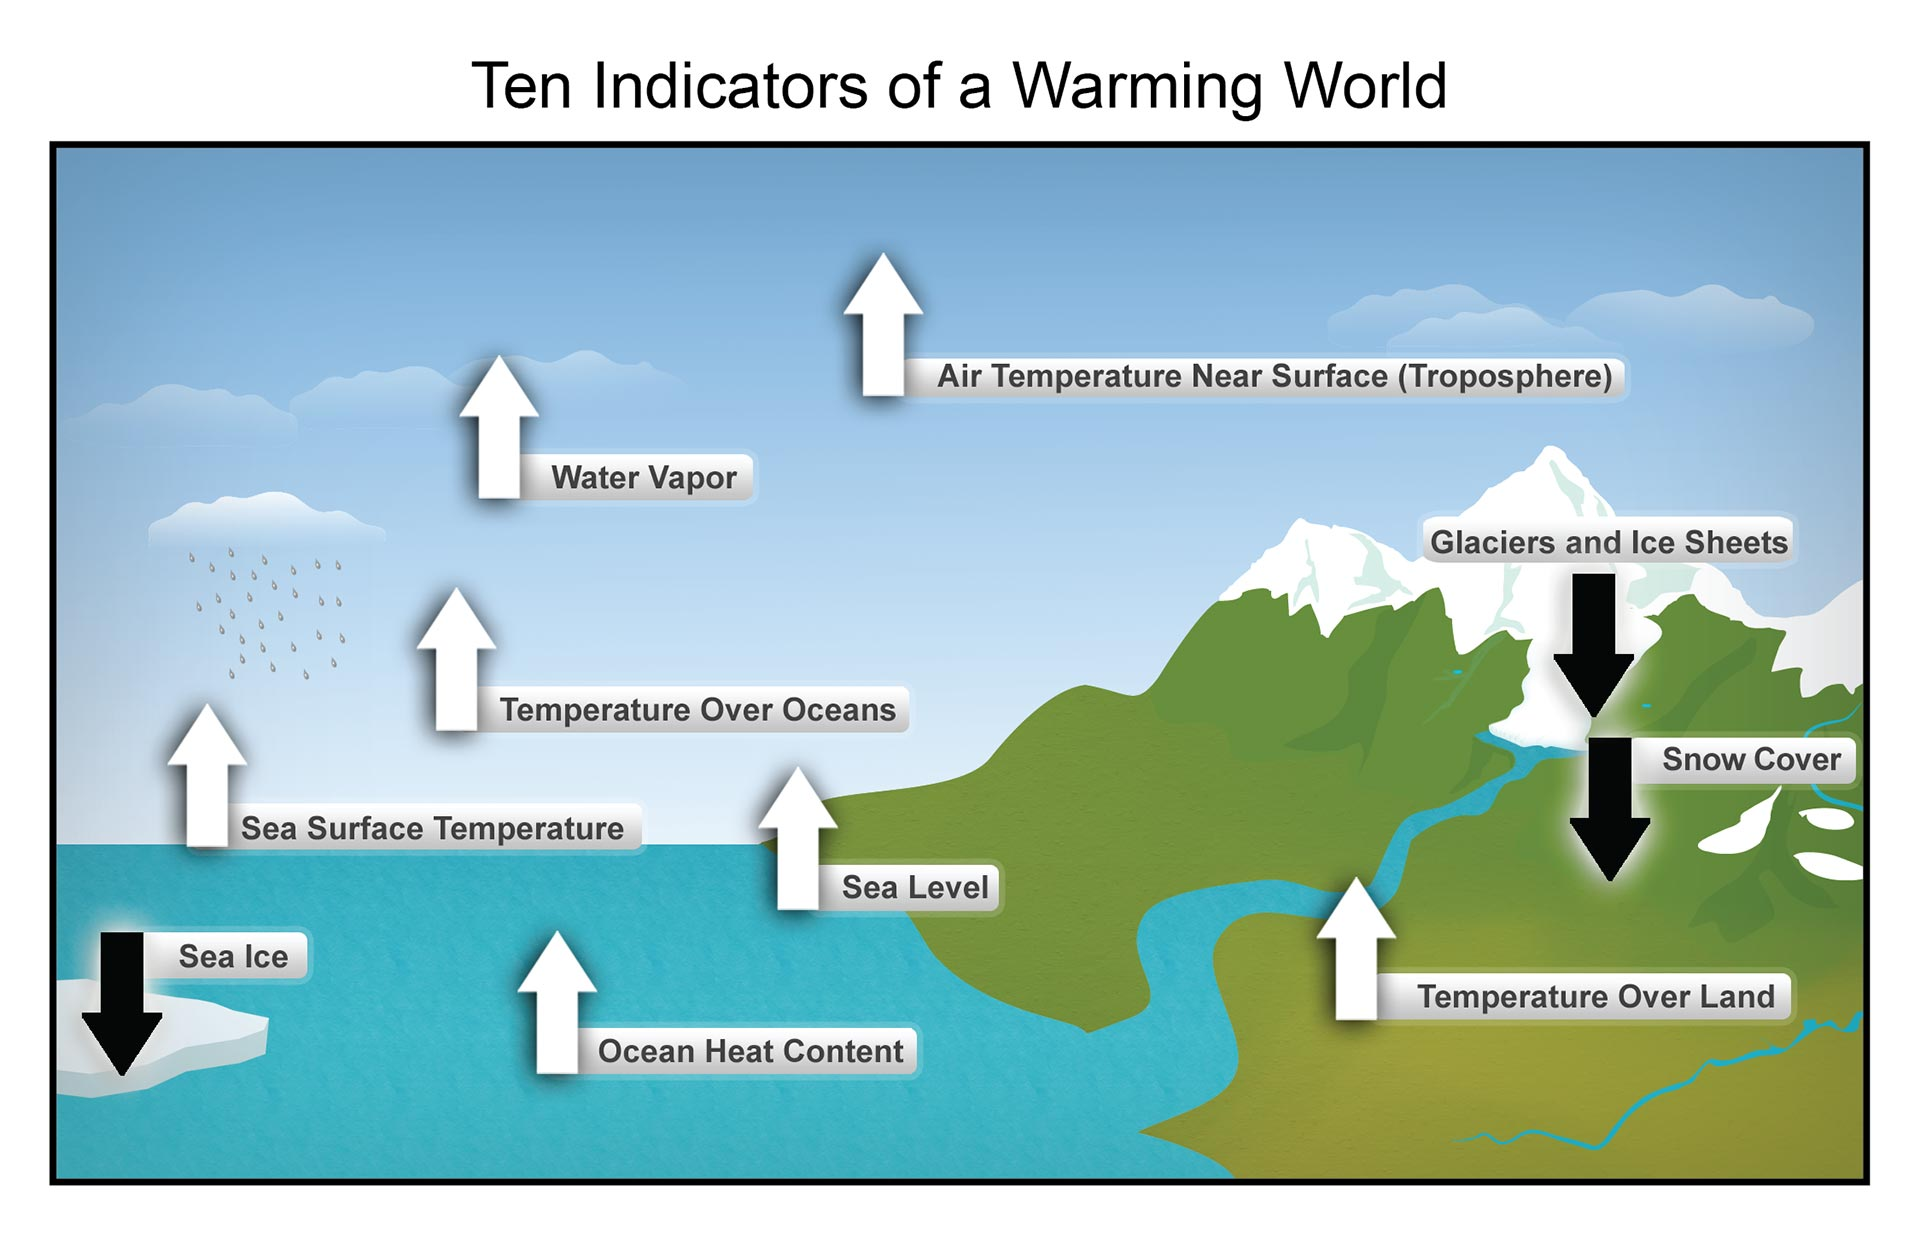 Ten Indicators of a Warming World
Air Temperature Near Surface (Troposphere)
Water Vapor
Glaciers and Ice Sheets
Temperature Over Oceans
Snow Cover
Sea Surface Temperature
Sea Level
Sea Ice
Temperature Over Land
Ocean Heat Content